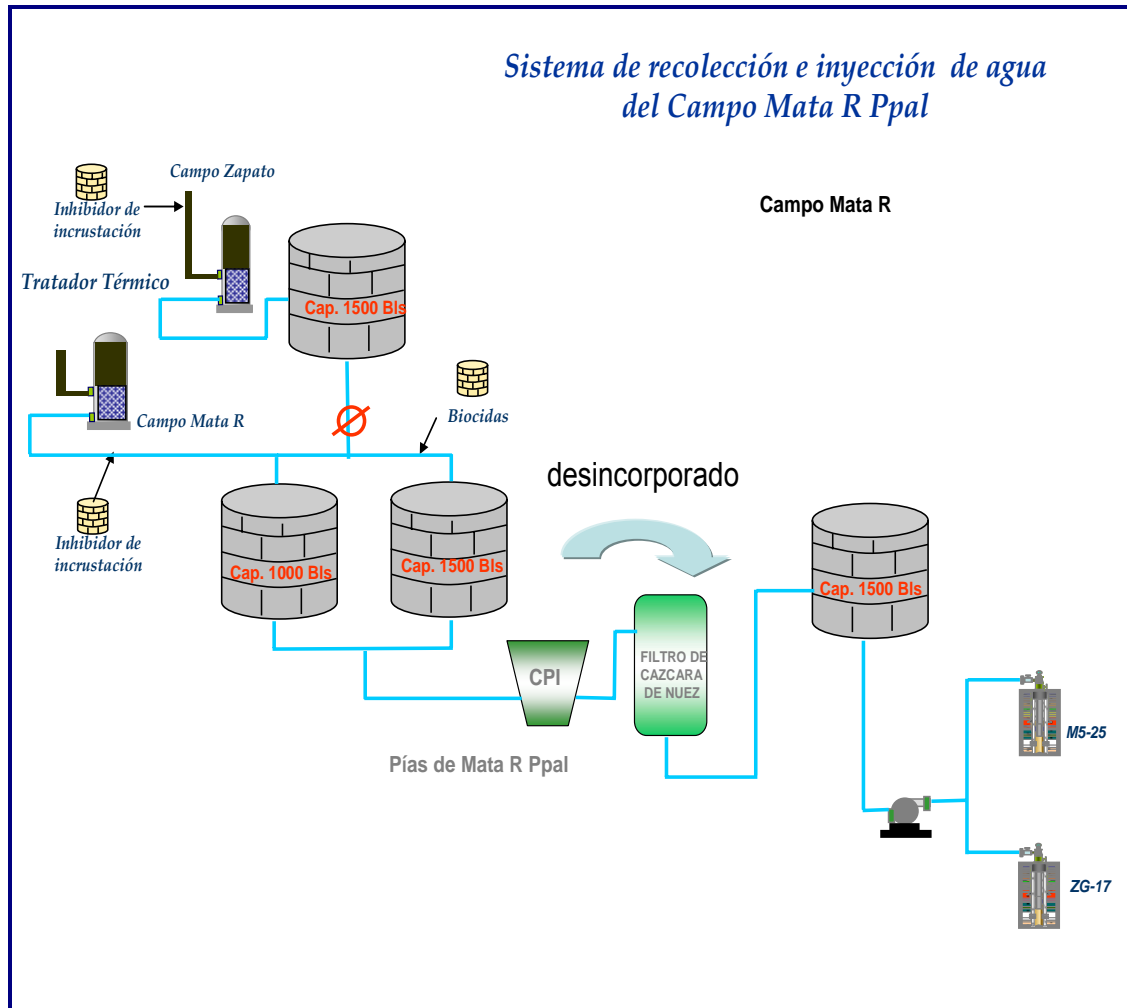 Sistema de recolección e inyección de agua
del Campo Mata R Ppal
Campo Zapato
Campo Mata R
Inhibidor de
incrustación
Tratador Térmico
Cap. 1500 Bls
Campo Mata R
Biocidas
desincorporado
Inhibidor de
incrustación
Cap. 1000 Bls
Cap. 1500 Bls
Cap. 1500 Bls
FILTRO DE
CAZCARA
DE NUEZ
CPI
M5-25
Pías de Mata R Ppal
ZG-17